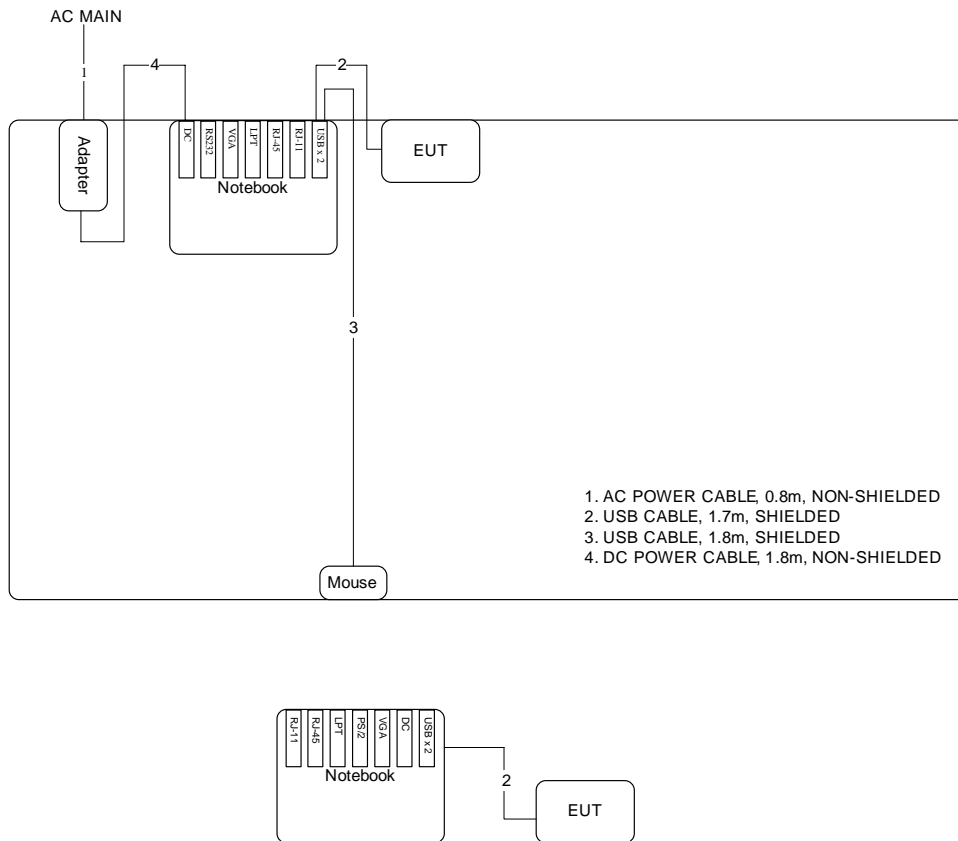 AC MAIN
1
4
2
Adapter
DC
RS232
VGA
LPT
RJ-45
RJ-11
USB x 2
Notebook
EUT
3
1. AC POWER CABLE, 0.8m, NON-SHIELDED
2. USB CABLE, 1.7m, SHIELDED
3. USB CABLE, 1.8m, SHIELDED
4. DC POWER CABLE, 1.8m, NON-SHIELDED
Mouse
RJ-11
RJ-45
LPT
PS/2
VGA
DC
USB x 2
Notebook
2
EUT